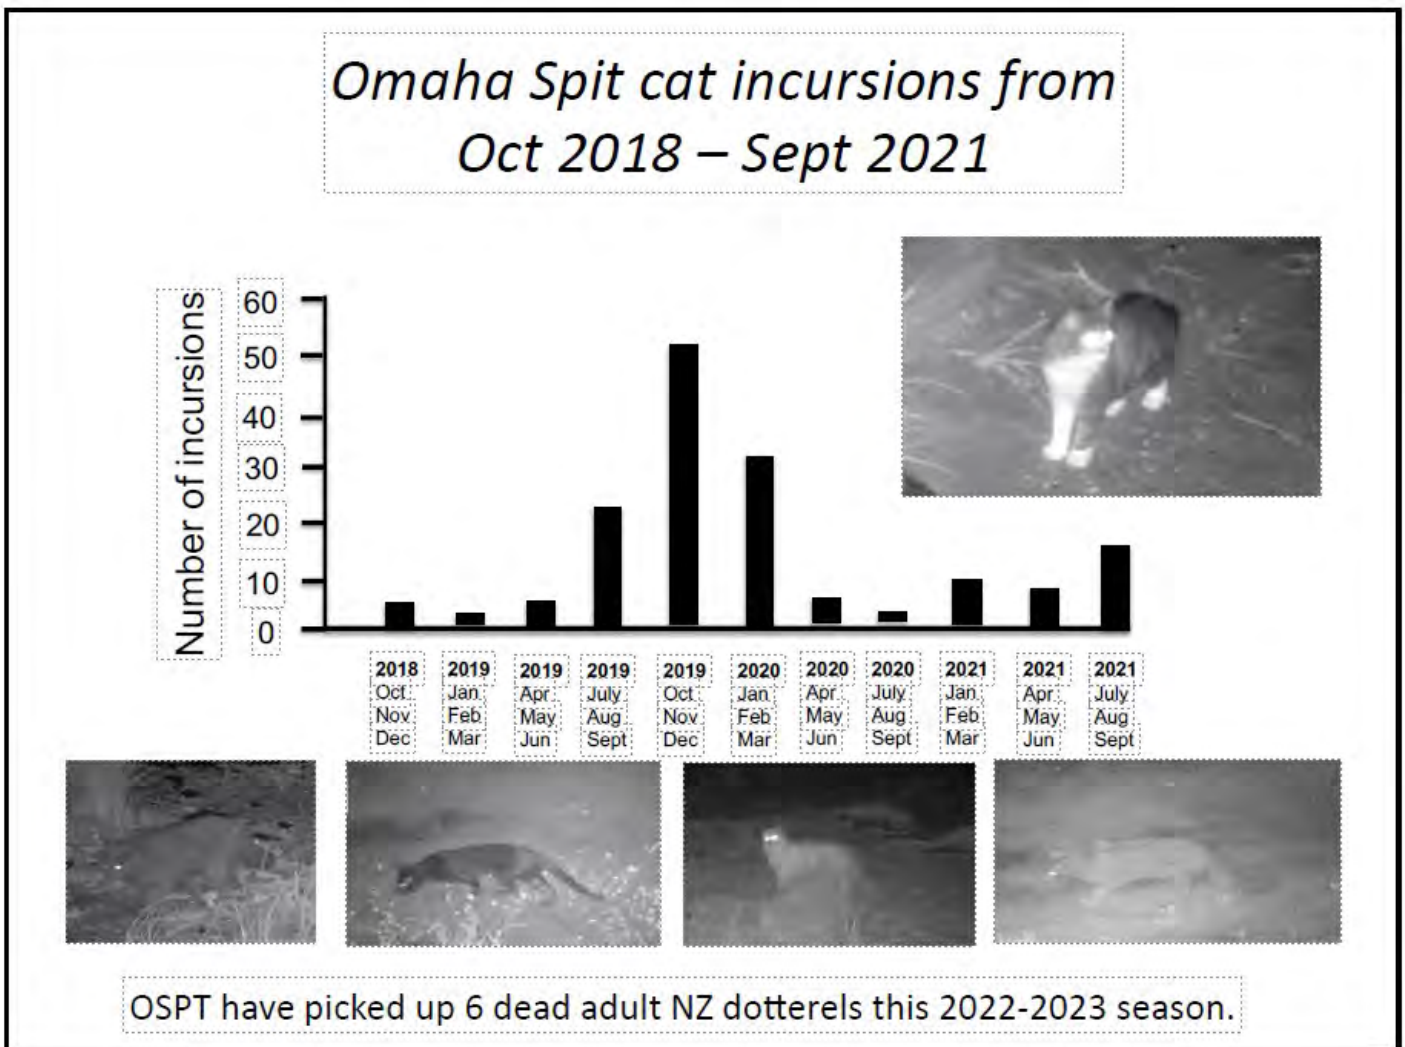 Omaha Spit cat incursions from
Oct 2018 – Sept 2021
Number of incursions
60
50
40
30
20
10
0
2018
Oct
Nov
Dec
2019
Jan
Feb
Mar
2019
Apr
May
Jun
2019
July
Aug
Sept
2019
Oct
Nov
Dec
2020
Jan
Feb
Mar
2020
Apr
May
Jun
2020
July
Aug
Sept
2021
Jan
Feb
Mar
2021
Apr
May
Jun
2021
July
Aug
Sept
OSPT have picked up 6 dead adult NZ dotterels this 2022-2023 season.